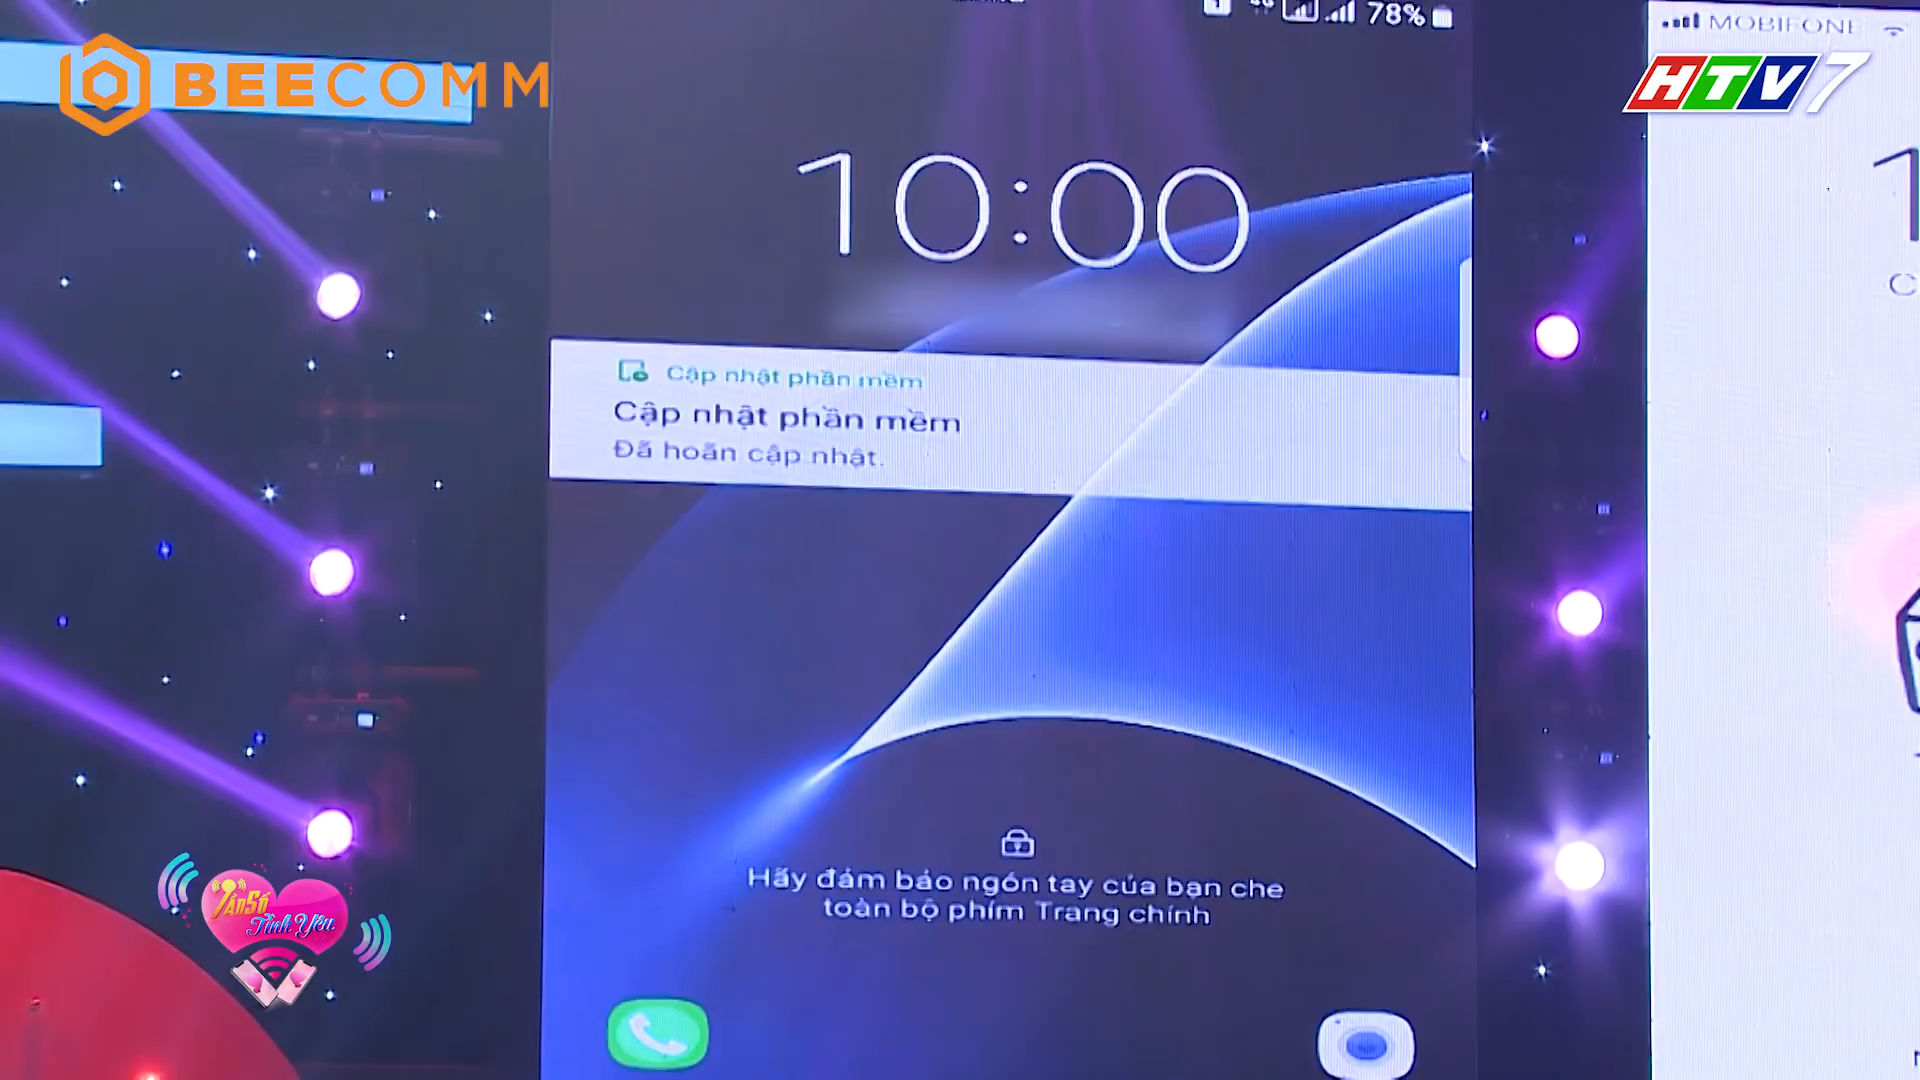 BEECOMM
78%
MOBIFONE
HTV7
10:00
Cập nhật phần mềm
Cập nhật phần mềm
Đã hoãn cập nhật.
Hãy đảm bảo ngón tay của bạn che
toàn bộ phím Trang chính
Tần Số
Tình Yêu